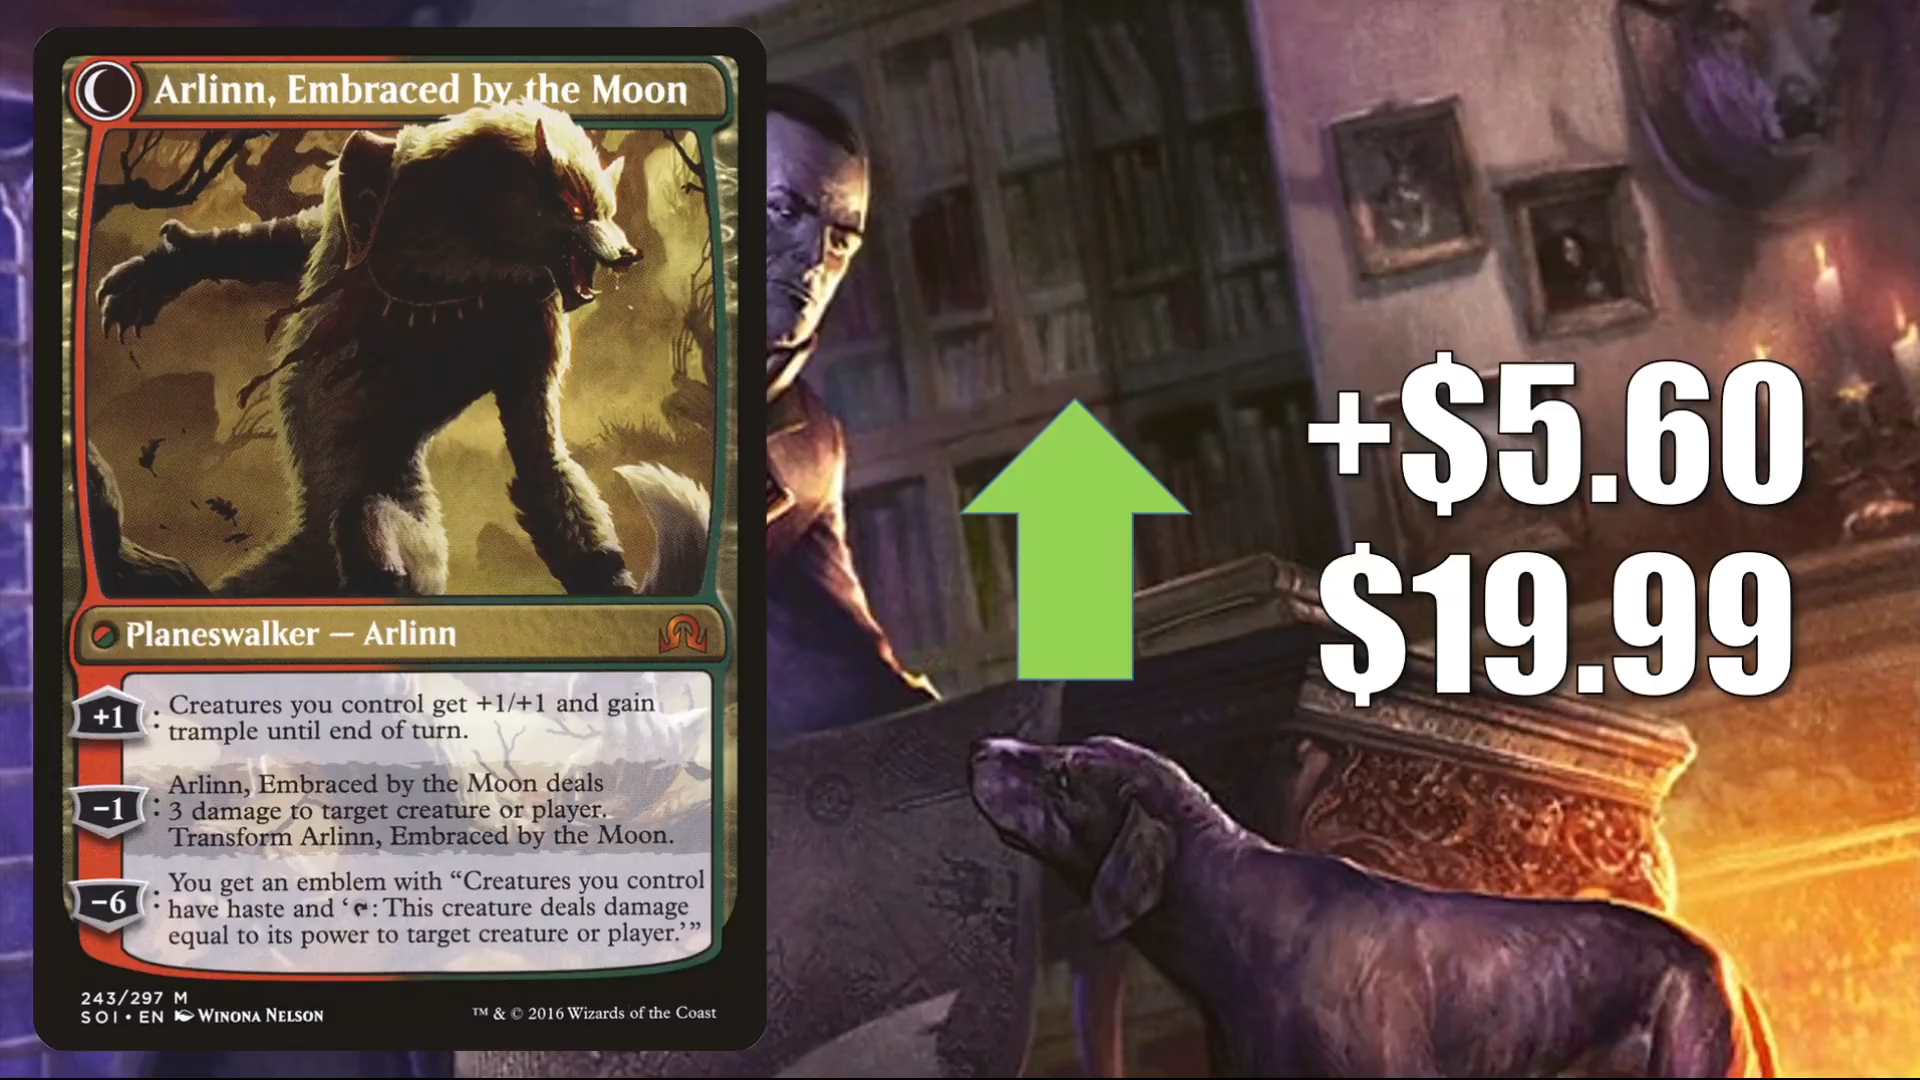 Arlinn, Embraced by the Moon
Planeswalker — Arlinn
+1 : Creatures you control get +1/+1 and gain
trample until end of turn.
−1 : Arlinn, Embraced by the Moon deals
3 damage to target creature or player.
Transform Arlinn, Embraced by the Moon.
−6 : You get an emblem with “Creatures you control
have haste and ‘: This creature deals damage
equal to its power to target creature or player.’”
243/297 M
SOI • EN Winona Nelson
™ & © 2016 Wizards of the Coast
+$5.60
$19.99